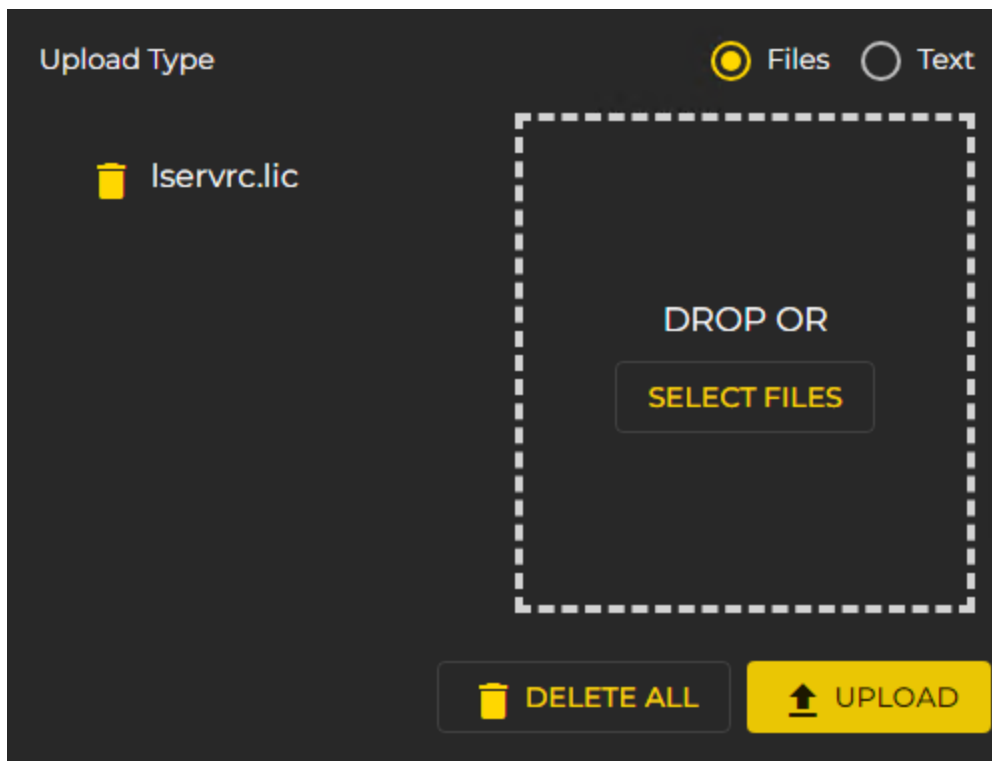 Upload Type
Files
Text
lservrc.lic
DROP OR
SELECT FILES
DELETE ALL
UPLOAD